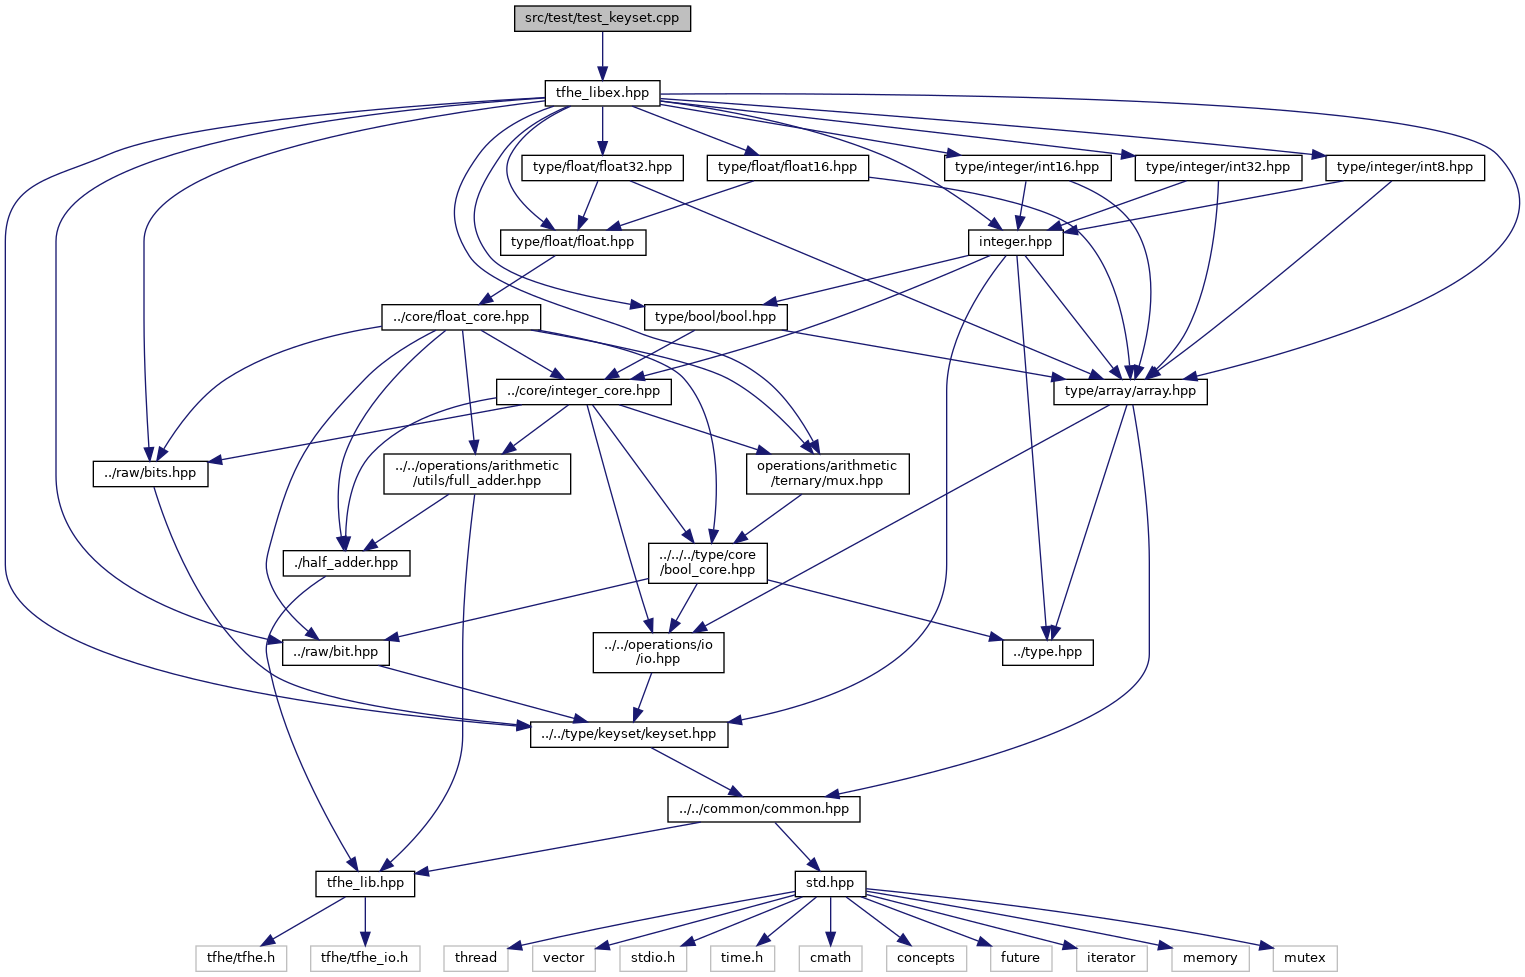 src/test/test_keyset.cpp
tfhe_libex.hpp
type/float/float32.hpp
type/float/float16.hpp
type/integer/int16.hpp
type/integer/int32.hpp
type/integer/int8.hpp
type/float/float.hpp
integer.hpp
../core/float_core.hpp
type/bool/bool.hpp
../core/integer_core.hpp
type/array/array.hpp
../raw/bits.hpp
../../operations/arithmetic
/utils/full_adder.hpp
operations/arithmetic
/ternary/mux.hpp
./half_adder.hpp
../../../type/core
/bool_core.hpp
../raw/bit.hpp
../../operations/io
/io.hpp
../type.hpp
../../type/keyset/keyset.hpp
../../common/common.hpp
tfhe_lib.hpp
std.hpp
tfhe/tfhe.h
tfhe/tfhe_io.h
thread
vector
stdio.h
time.h
cmath
concepts
future
iterator
memory
mutex